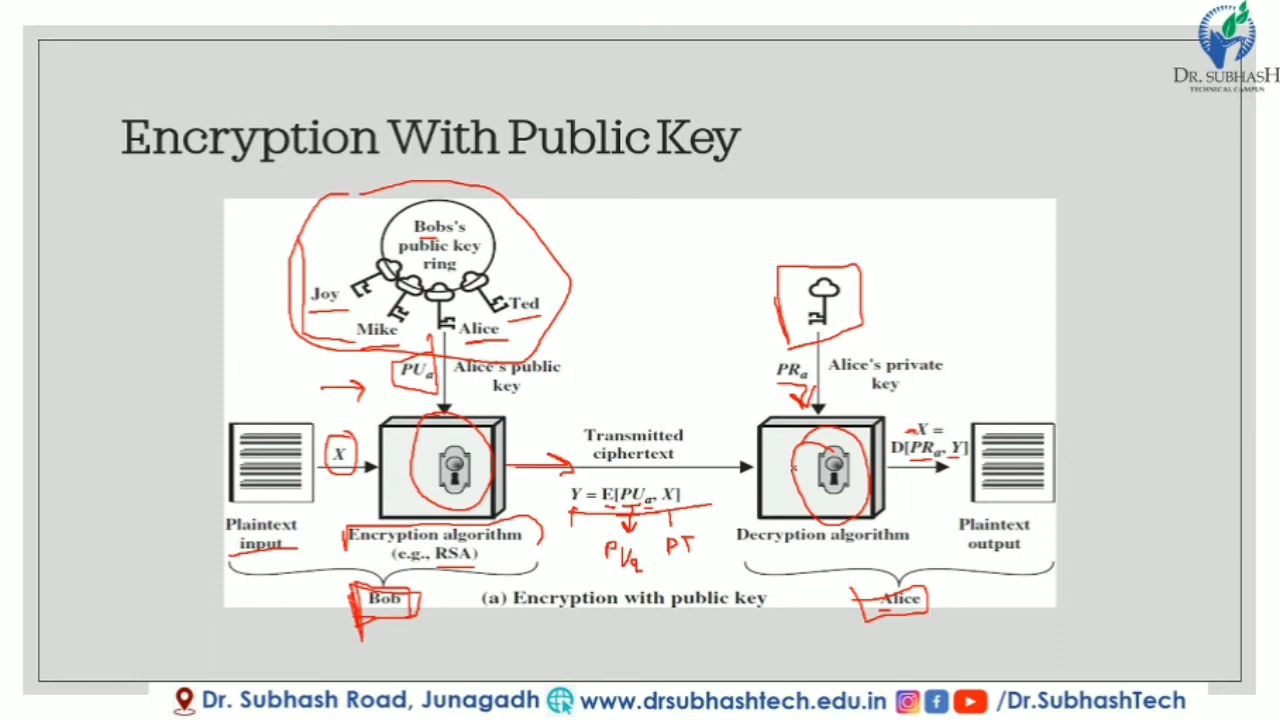 DR. SUBHASH
TECHNICAL CAMPUS
Encryption With Public Key
Bobs's
public key
ring
Joy
Ted
Mike
Alice
PUa
Alice's public
key
PRa
Alice's private
key
X
Transmitted
ciphertext
X =
D[PRa, Y]
Y = E[PUa, X]
Plaintext
input
Encryption algorithm
(e.g., RSA)
Decryption algorithm
Plaintext
output
PT
Bob
(a) Encryption with public key
Alice
Dr. Subhash Road, Junagadh www.drsubhashtech.edu.in /Dr.SubhashTech